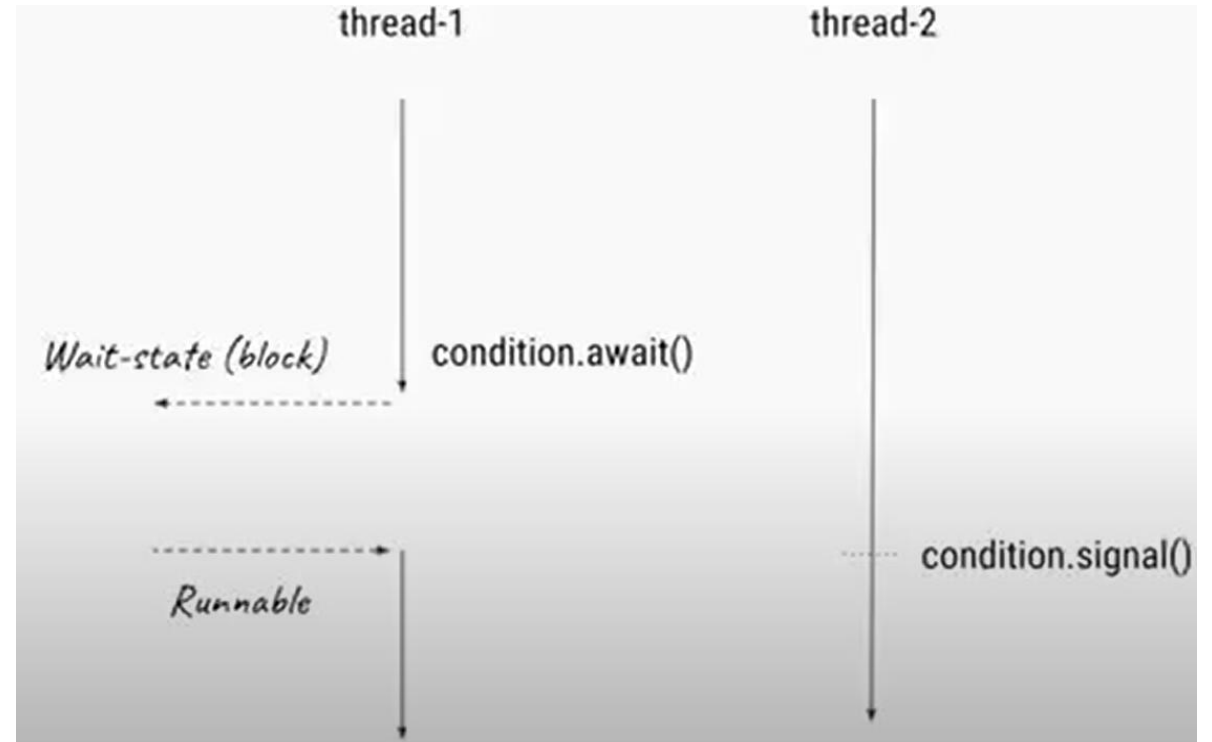 thread-1
thread-2
Wait-state (block)
condition.await()
condition.signal()
Runnable